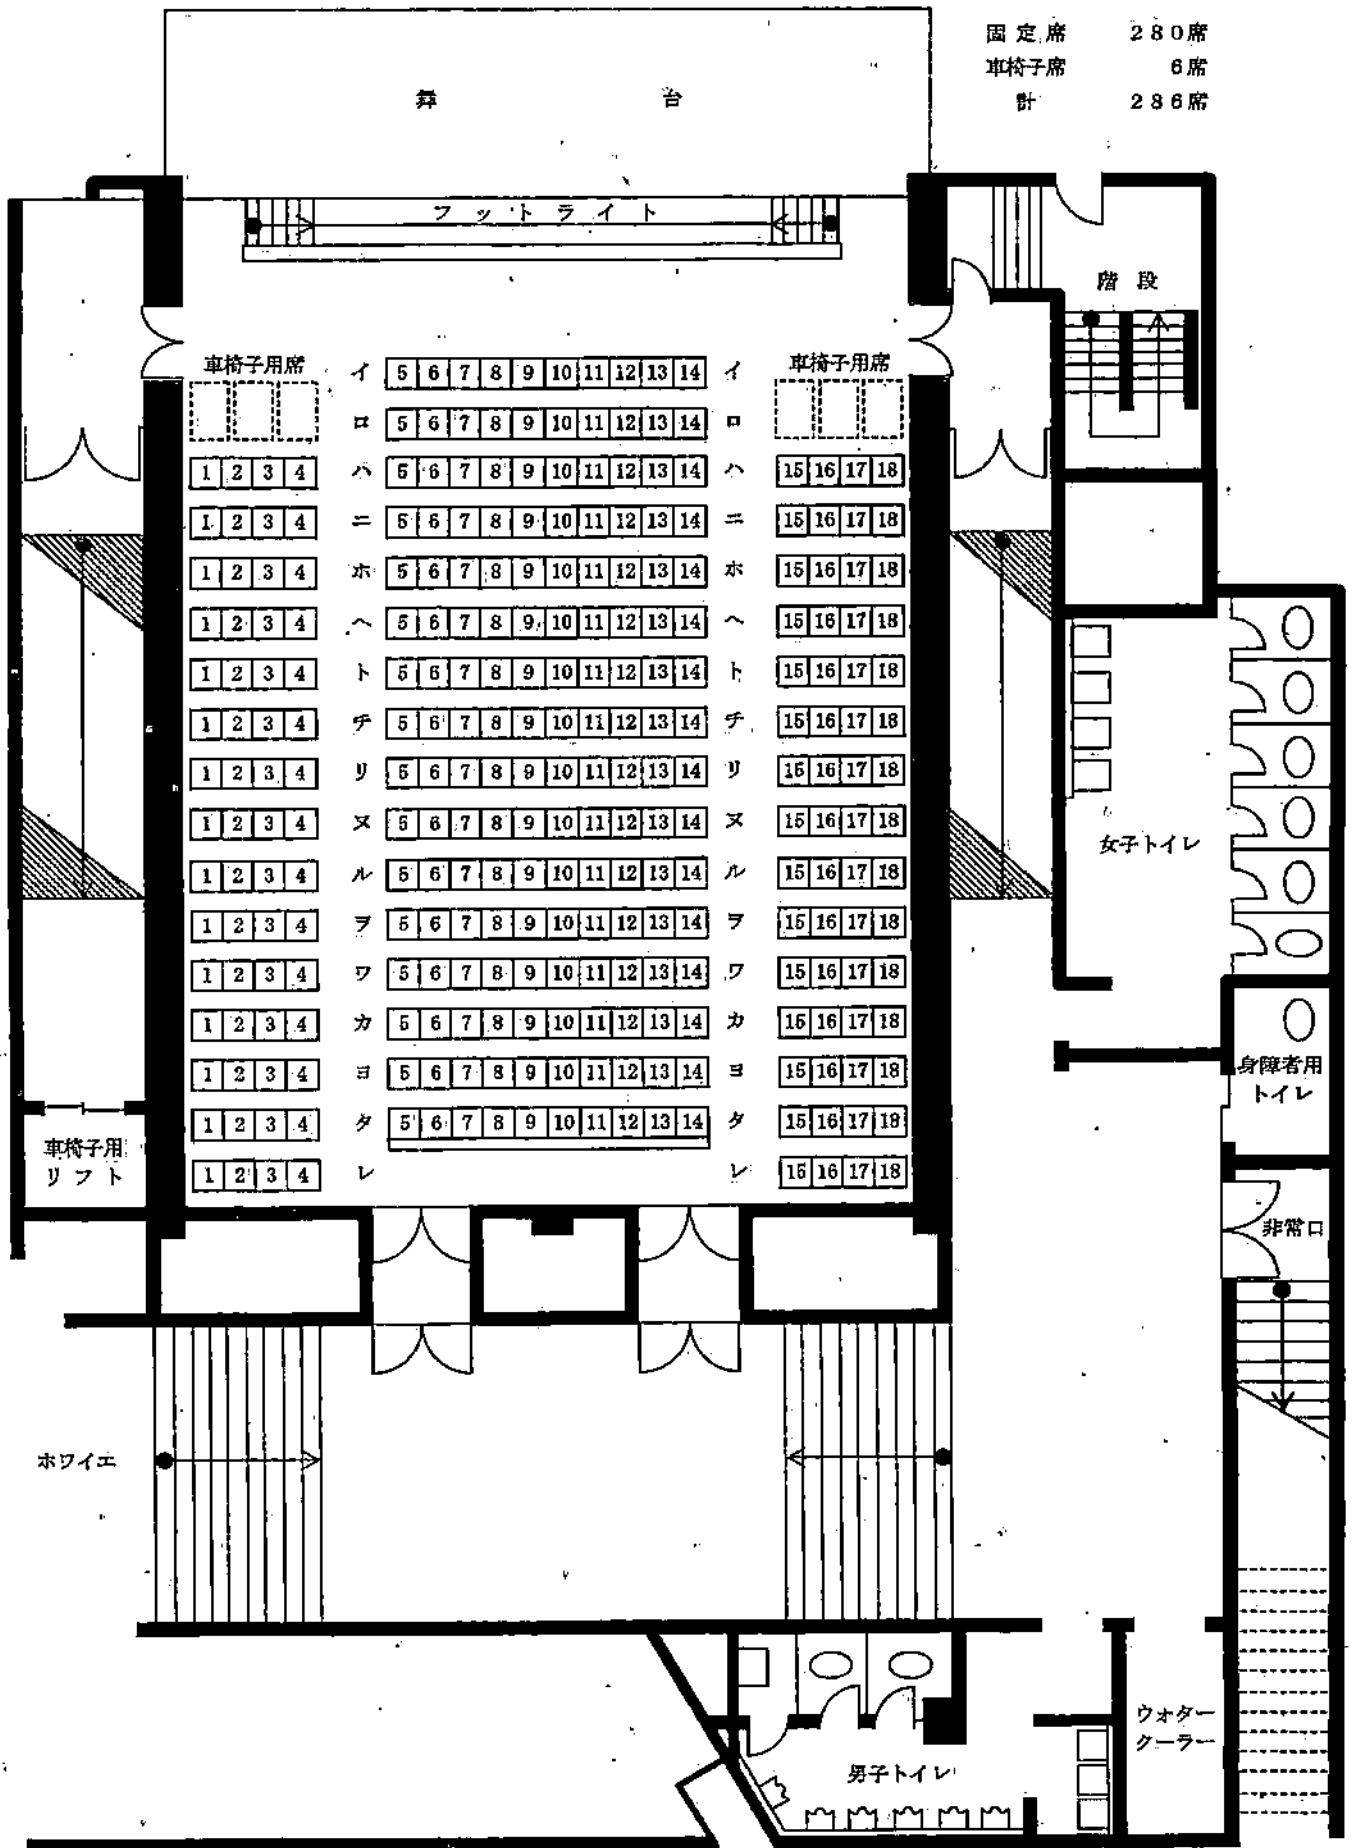 固定席 280席
車椅子席 6席
計 286席
舞 台
フットライト
階段
車椅子用席
車椅子用席
イ 5 6 7 8 9 10 11 12 13 14 イ
ロ 5 6 7 8 9 10 11 12 13 14 ロ
1 2 3 4 ハ 5 6 7 8 9 10 11 12 13 14 ハ 15 16 17 18
1 2 3 4 ニ 5 6 7 8 9 10 11 12 13 14 ニ 15 16 17 18
1 2 3 4 ホ 5 6 7 8 9 10 11 12 13 14 ホ 15 16 17 18
1 2 3 4 ヘ 5 6 7 8 9 10 11 12 13 14 ヘ 15 16 17 18
1 2 3 4 ト 5 6 7 8 9 10 11 12 13 14 ト 15 16 17 18
1 2 3 4 チ 5 6 7 8 9 10 11 12 13 14 チ 15 16 17 18
1 2 3 4 リ 5 6 7 8 9 10 11 12 13 14 リ 15 16 17 18
1 2 3 4 ヌ 5 6 7 8 9 10 11 12 13 14 ヌ 15 16 17 18
1 2 3 4 ル 5 6 7 8 9 10 11 12 13 14 ル 15 16 17 18
1 2 3 4 ヲ 5 6 7 8 9 10 11 12 13 14 ヲ 15 16 17 18
1 2 3 4 ワ 5 6 7 8 9 10 11 12 13 14 ワ 15 16 17 18
1 2 3 4 カ 5 6 7 8 9 10 11 12 13 14 カ 15 16 17 18
1 2 3 4 ヨ 5 6 7 8 9 10 11 12 13 14 ヨ 15 16 17 18
1 2 3 4 タ 5 6 7 8 9 10 11 12 13 14 タ 15 16 17 18
1 2 3 4 レ レ 15 16 17 18
女子トイレ
身障者用
トイレ
車椅子用
リフト
非常口
ホワイエ
ウォター
クーラー
男子トイレ